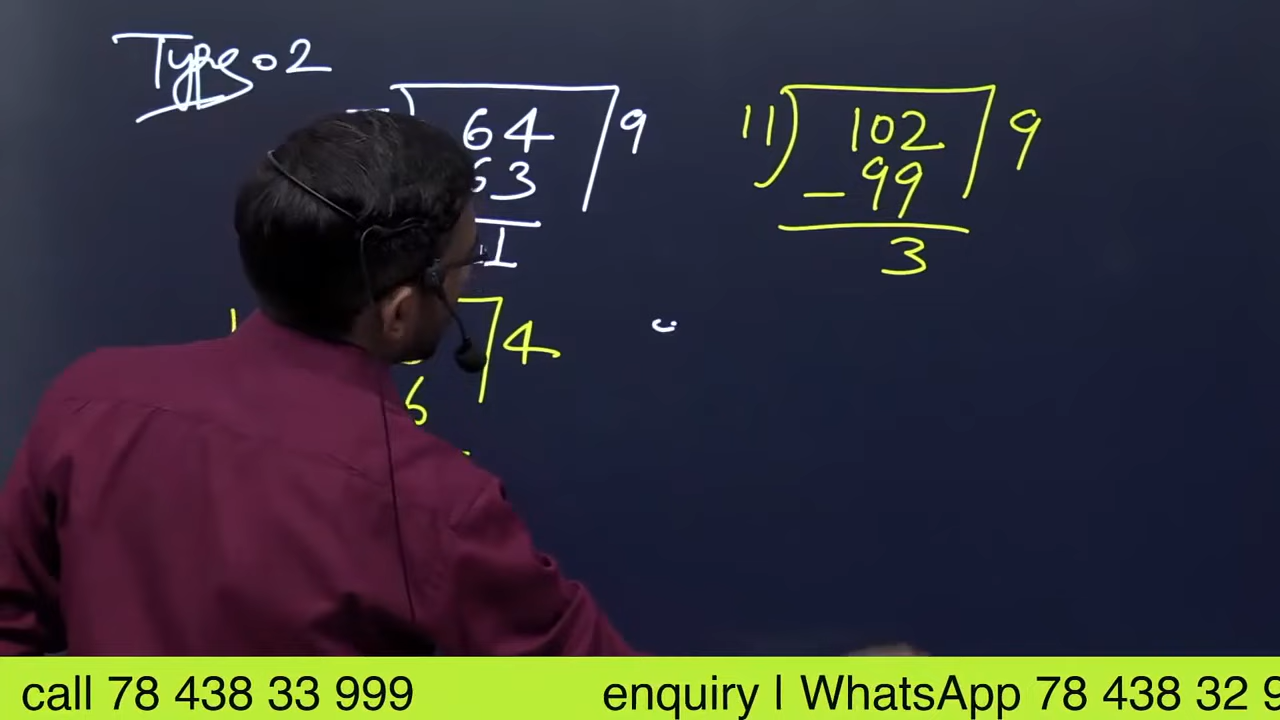 Type-2
64 9
63
1
11) 102 9
- 99
3
4
6
call 78 438 33 999
enquiry | WhatsApp 78 438 32 9